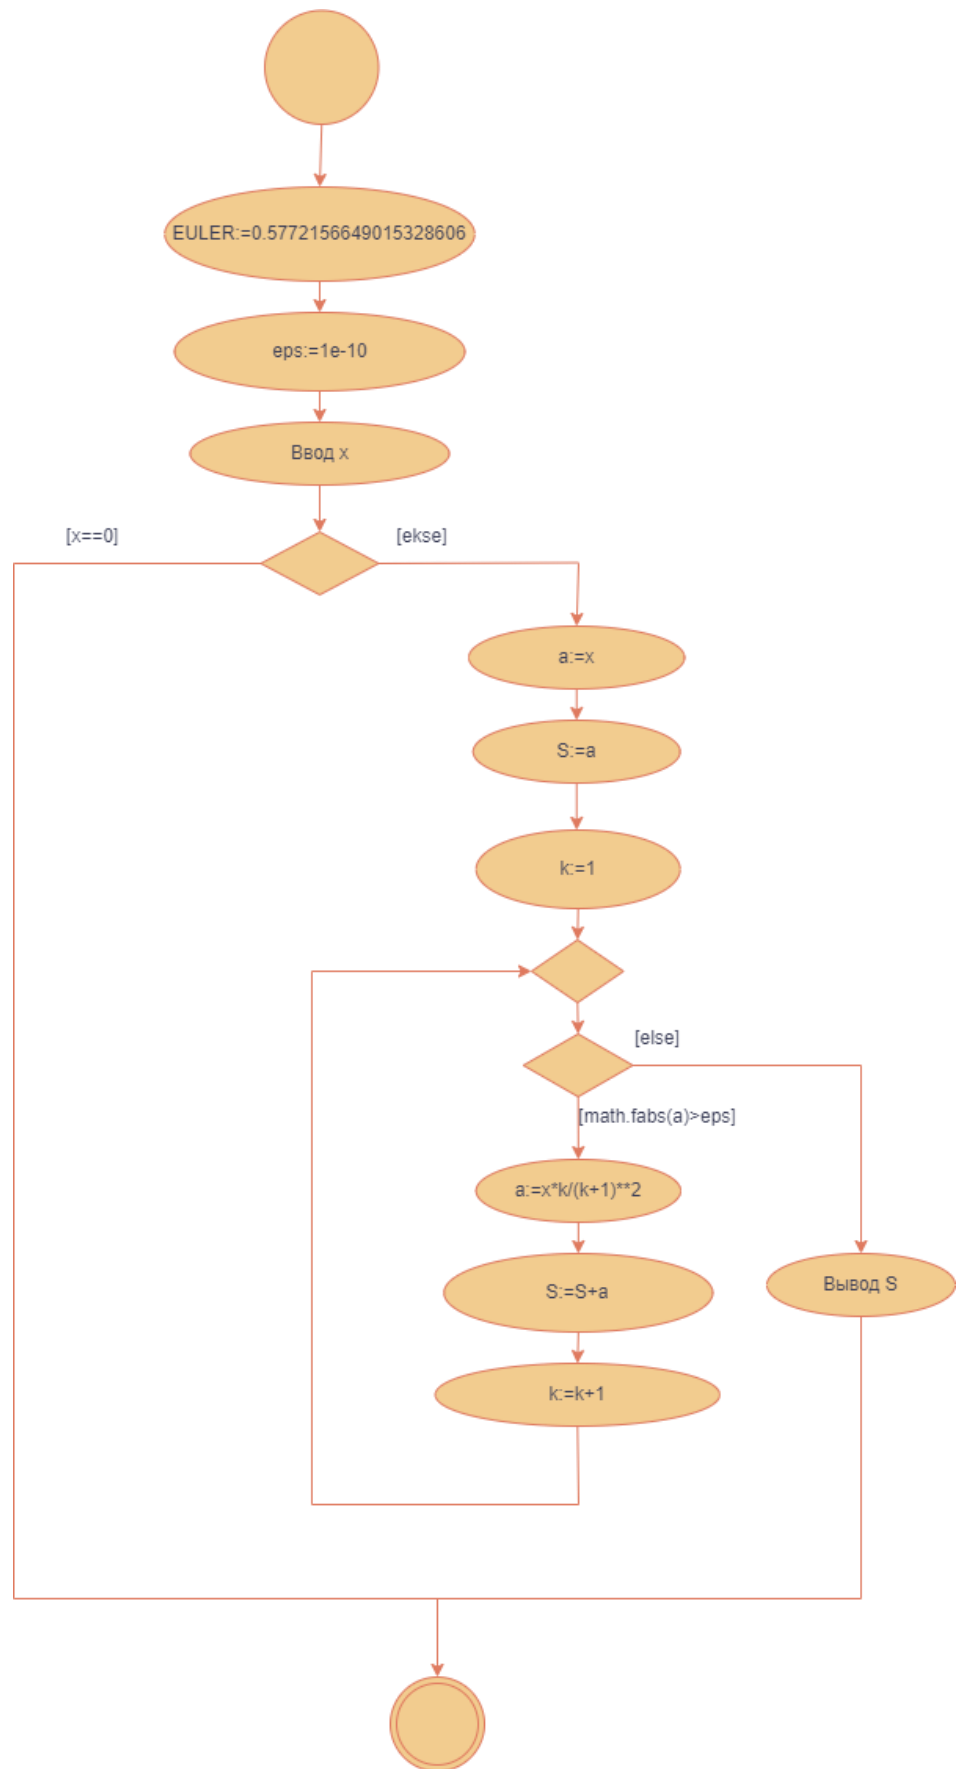 EULER:=0.5772156649015328606
eps:=1e-10
Ввод x
[x==0]
[ekse]
a:=x
S:=a
k:=1
[else]
[math.fabs(a)>eps]
a:=x*k/(k+1)**2
S:=S+a
Вывод S
k:=k+1